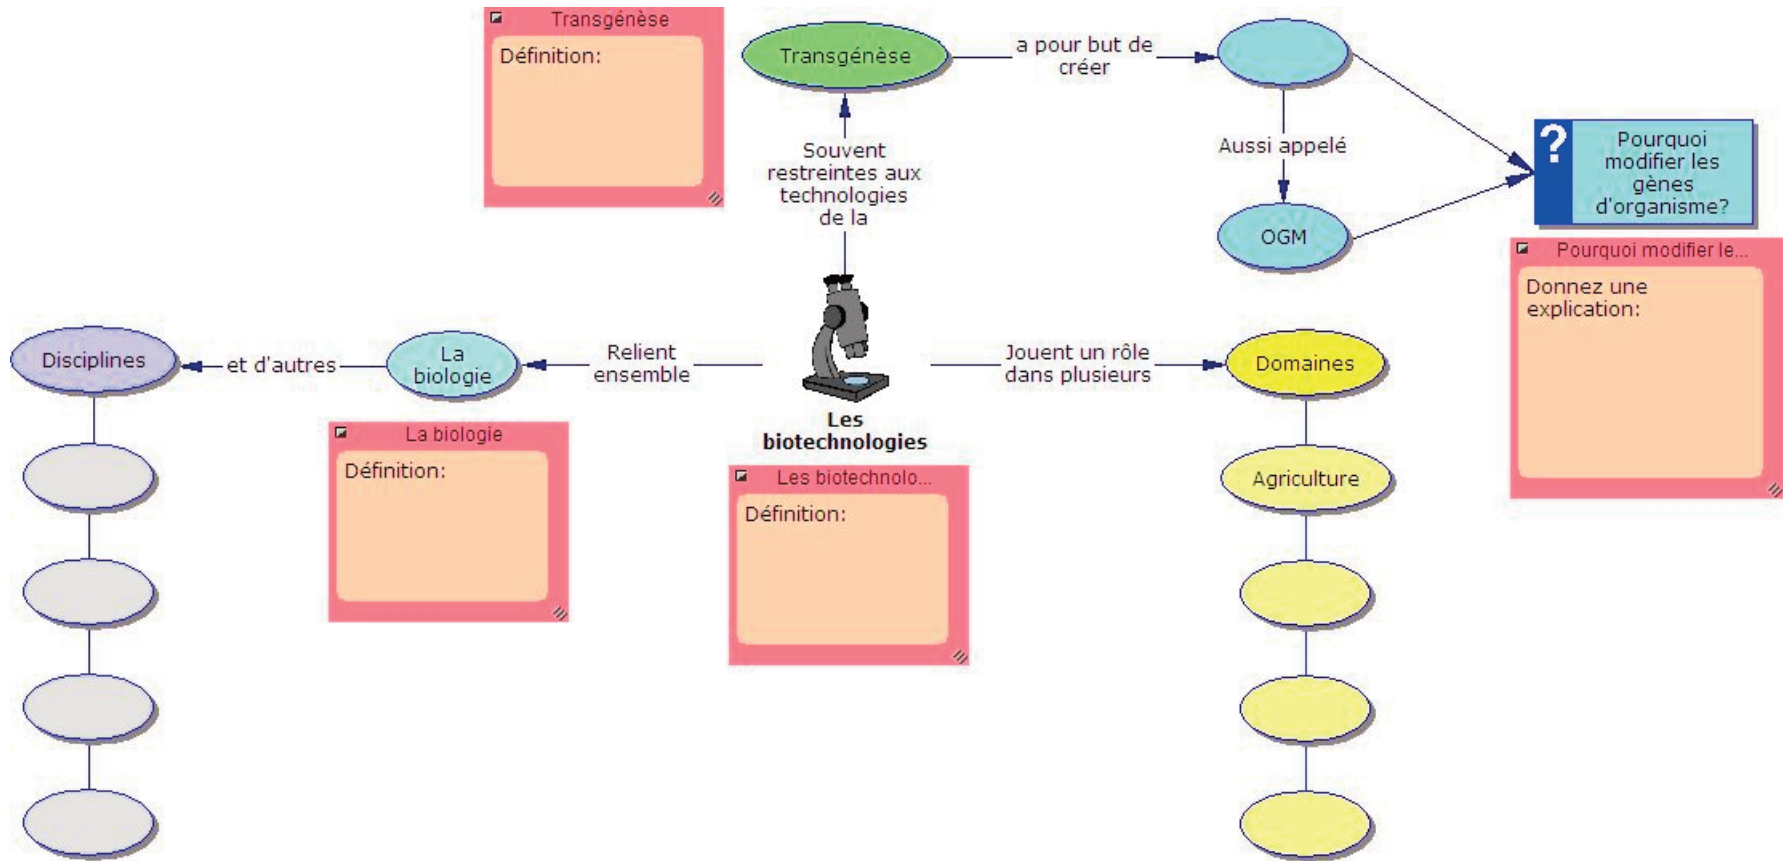 Transgénèse
Définition:
Transgénèse
a pour but de
créer
Aussi appelé
OGM
?
Pourquoi
modifier les
gènes
d'organisme?
Pourquoi modifier le...
Donnez une
explication:
Souvent
restreintes aux
technologies
de la
Disciplines
et d'autres
La
biologie
Relient
ensemble
Les
biotechnologies
Jouent un rôle
dans plusieurs
Domaines
Agriculture
La biologie
Définition:
Les biotechnolo...
Définition: